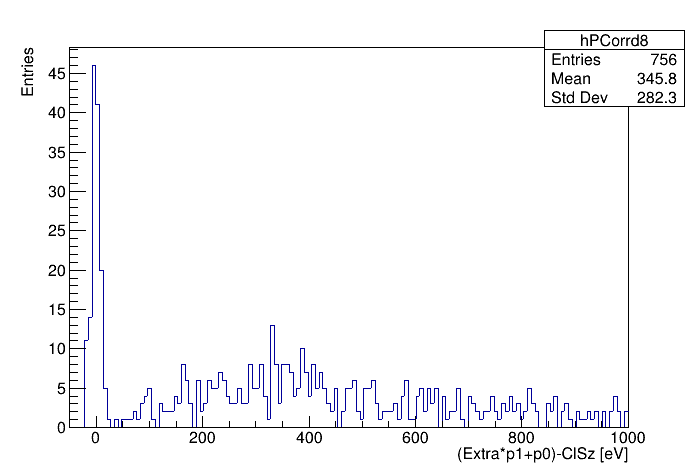 hPCorrd8
Entries 756
Mean 345.8
Std Dev 282.3
Entries
45
40
35
30
25
20
15
10
5
0
0 200 400 600 800 1000
(Extra*p1+p0)-ClSz [eV]